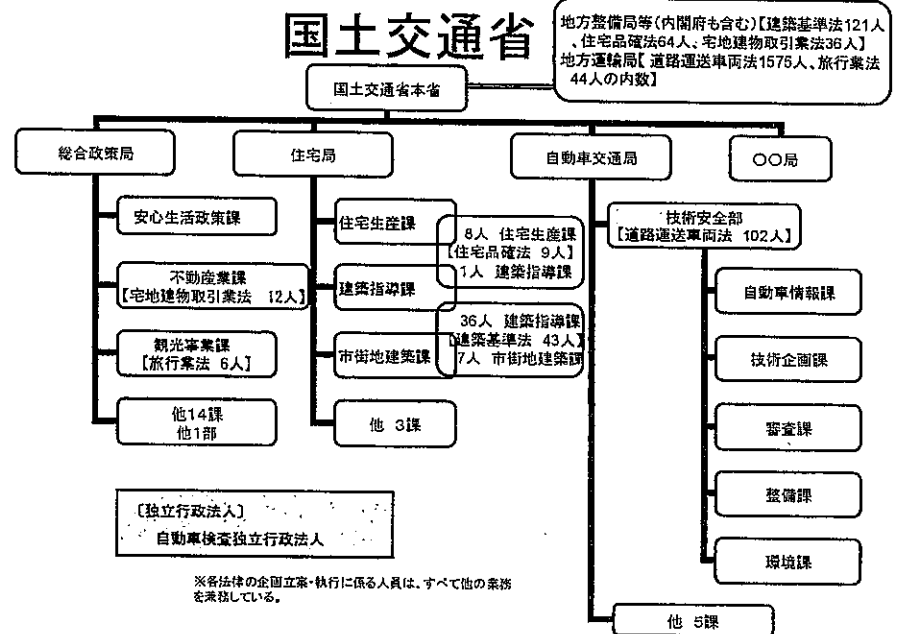 国土交通省
地方整備局等(内閣府も含む)【建築基準法121人
、住宅品確法64人、宅地建物取引業法36人】
地方運輸局【 道路運送車両法1575人、旅行業法
44人の内数】
国土交通省本省
総合政策局
住宅局
自動車交通局
○○局
安心生活政策課
不動産業課
【宅地建物取引業法 12人】
観光事業課
【旅行業法 6人】
他14課
他1部
住宅生産課
建築指導課
市街地建築課
他 3課
8人 住宅生産課
【住宅品確法 9人】
1人 建築指導課
36人 建築指導課
【建築基準法 43人】
7人 市街地建築課
技術安全部
【道路運送車両法 102人】
自動車情報課
技術企画課
審査課
整備課
環境課
他 5課
〔独立行政法人〕
自動車検査独立行政法人
※各法律の企画立案・執行に係る人員は、すべて他の業務
を兼務している。